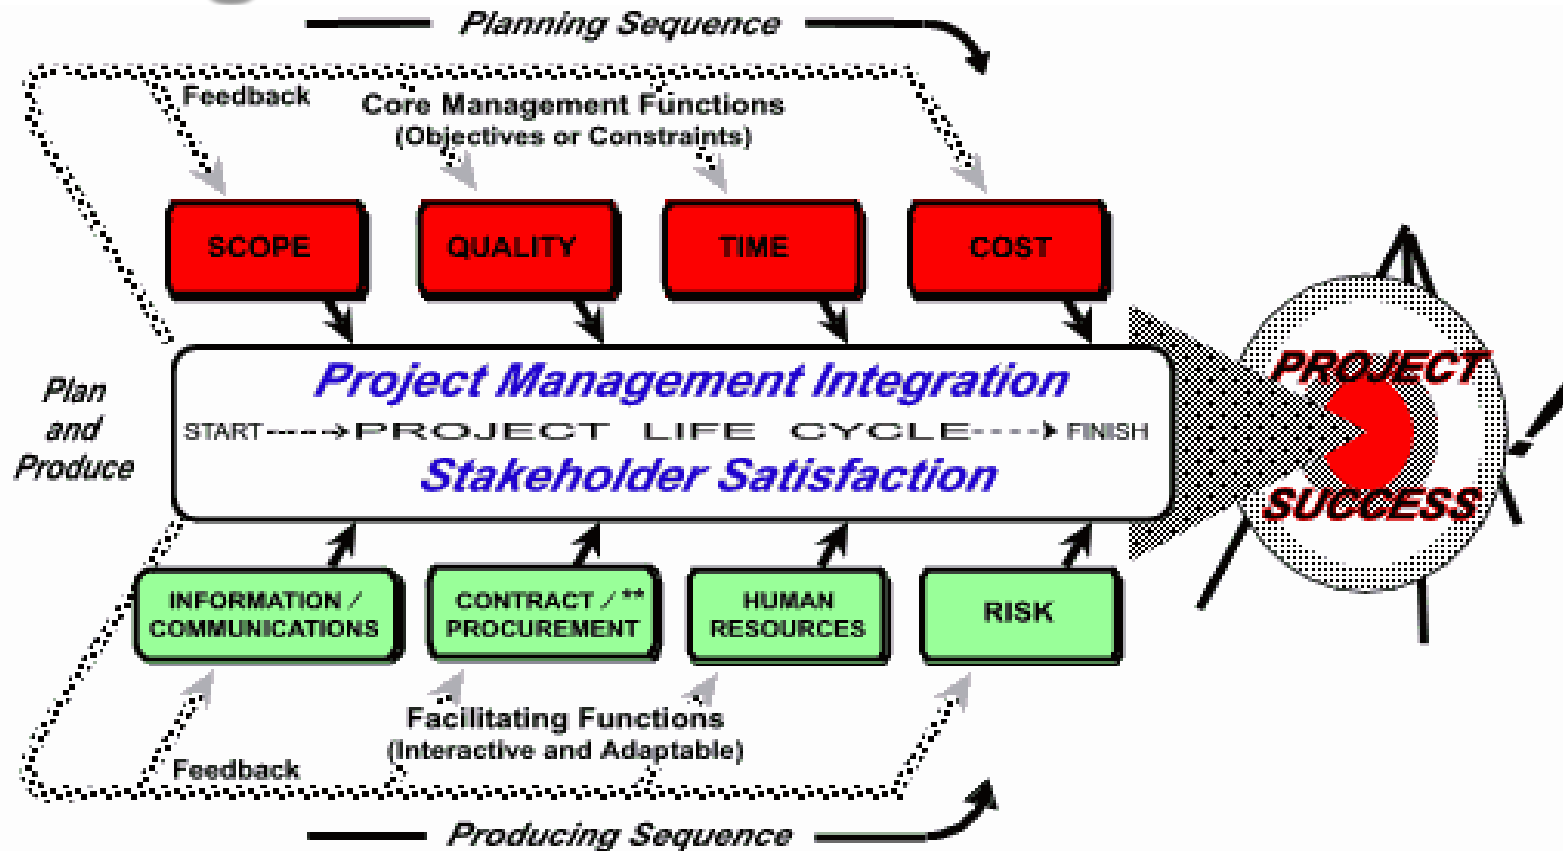 Planning Sequence
Feedback
Core Management Functions
(Objectives or Constraints)
SCOPE
QUALITY
TIME
COST
Plan
and
Produce
Project Management Integration
START PROJECT LIFE CYCLE FINISH
Stakeholder Satisfaction
PROJECT
SUCCESS
INFORMATION /
COMMUNICATIONS
CONTRACT / **
PROCUREMENT
HUMAN
RESOURCES
RISK
Facilitating Functions
(Interactive and Adaptable)
Feedback
Producing Sequence